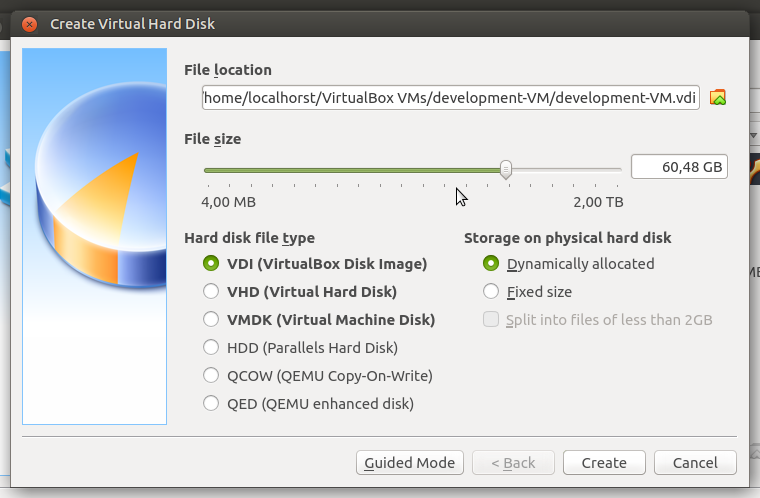 Create Virtual Hard Disk
File location
/home/localhorst/VirtualBox VMs/development-VM/development-VM.vdi
File size
60,48 GB
4,00 MB 2,00 TB
Hard disk file type Storage on physical hard disk
VDI (VirtualBox Disk Image) Dynamically allocated
VHD (Virtual Hard Disk) Fixed size
VMDK (Virtual Machine Disk) Split into files of less than 2GB
HDD (Parallels Hard Disk)
QCOW (QEMU Copy-On-Write)
QED (QEMU enhanced disk)
Guided Mode < Back Create Cancel